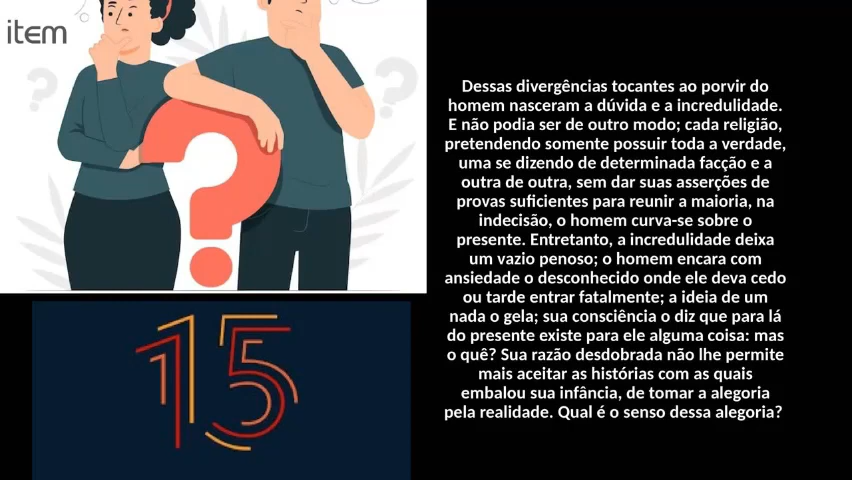 item
Dessas divergências tocantes ao porvir do
homem nasceram a dúvida e a incredulidade.
E não podia ser de outro modo; cada religião,
pretendendo somente possuir toda a verdade,
uma se dizendo de determinada facção e a
outra de outra, sem dar suas asserções de
provas suficientes para reunir a maioria, na
indecisão, o homem curva-se sobre o
presente. Entretanto, a incredulidade deixa
um vazio penoso; o homem encara com
ansiedade o desconhecido onde ele deva cedo
ou tarde entrar fatalmente; a ideia de um
nada o gela; sua consciência o diz que para lá
do presente existe para ele alguma coisa: mas
o quê? Sua razão desdobrada não lhe permite
mais aceitar as histórias com as quais
embalou sua infância, de tomar a alegoria
pela realidade. Qual é o senso dessa alegoria?
15